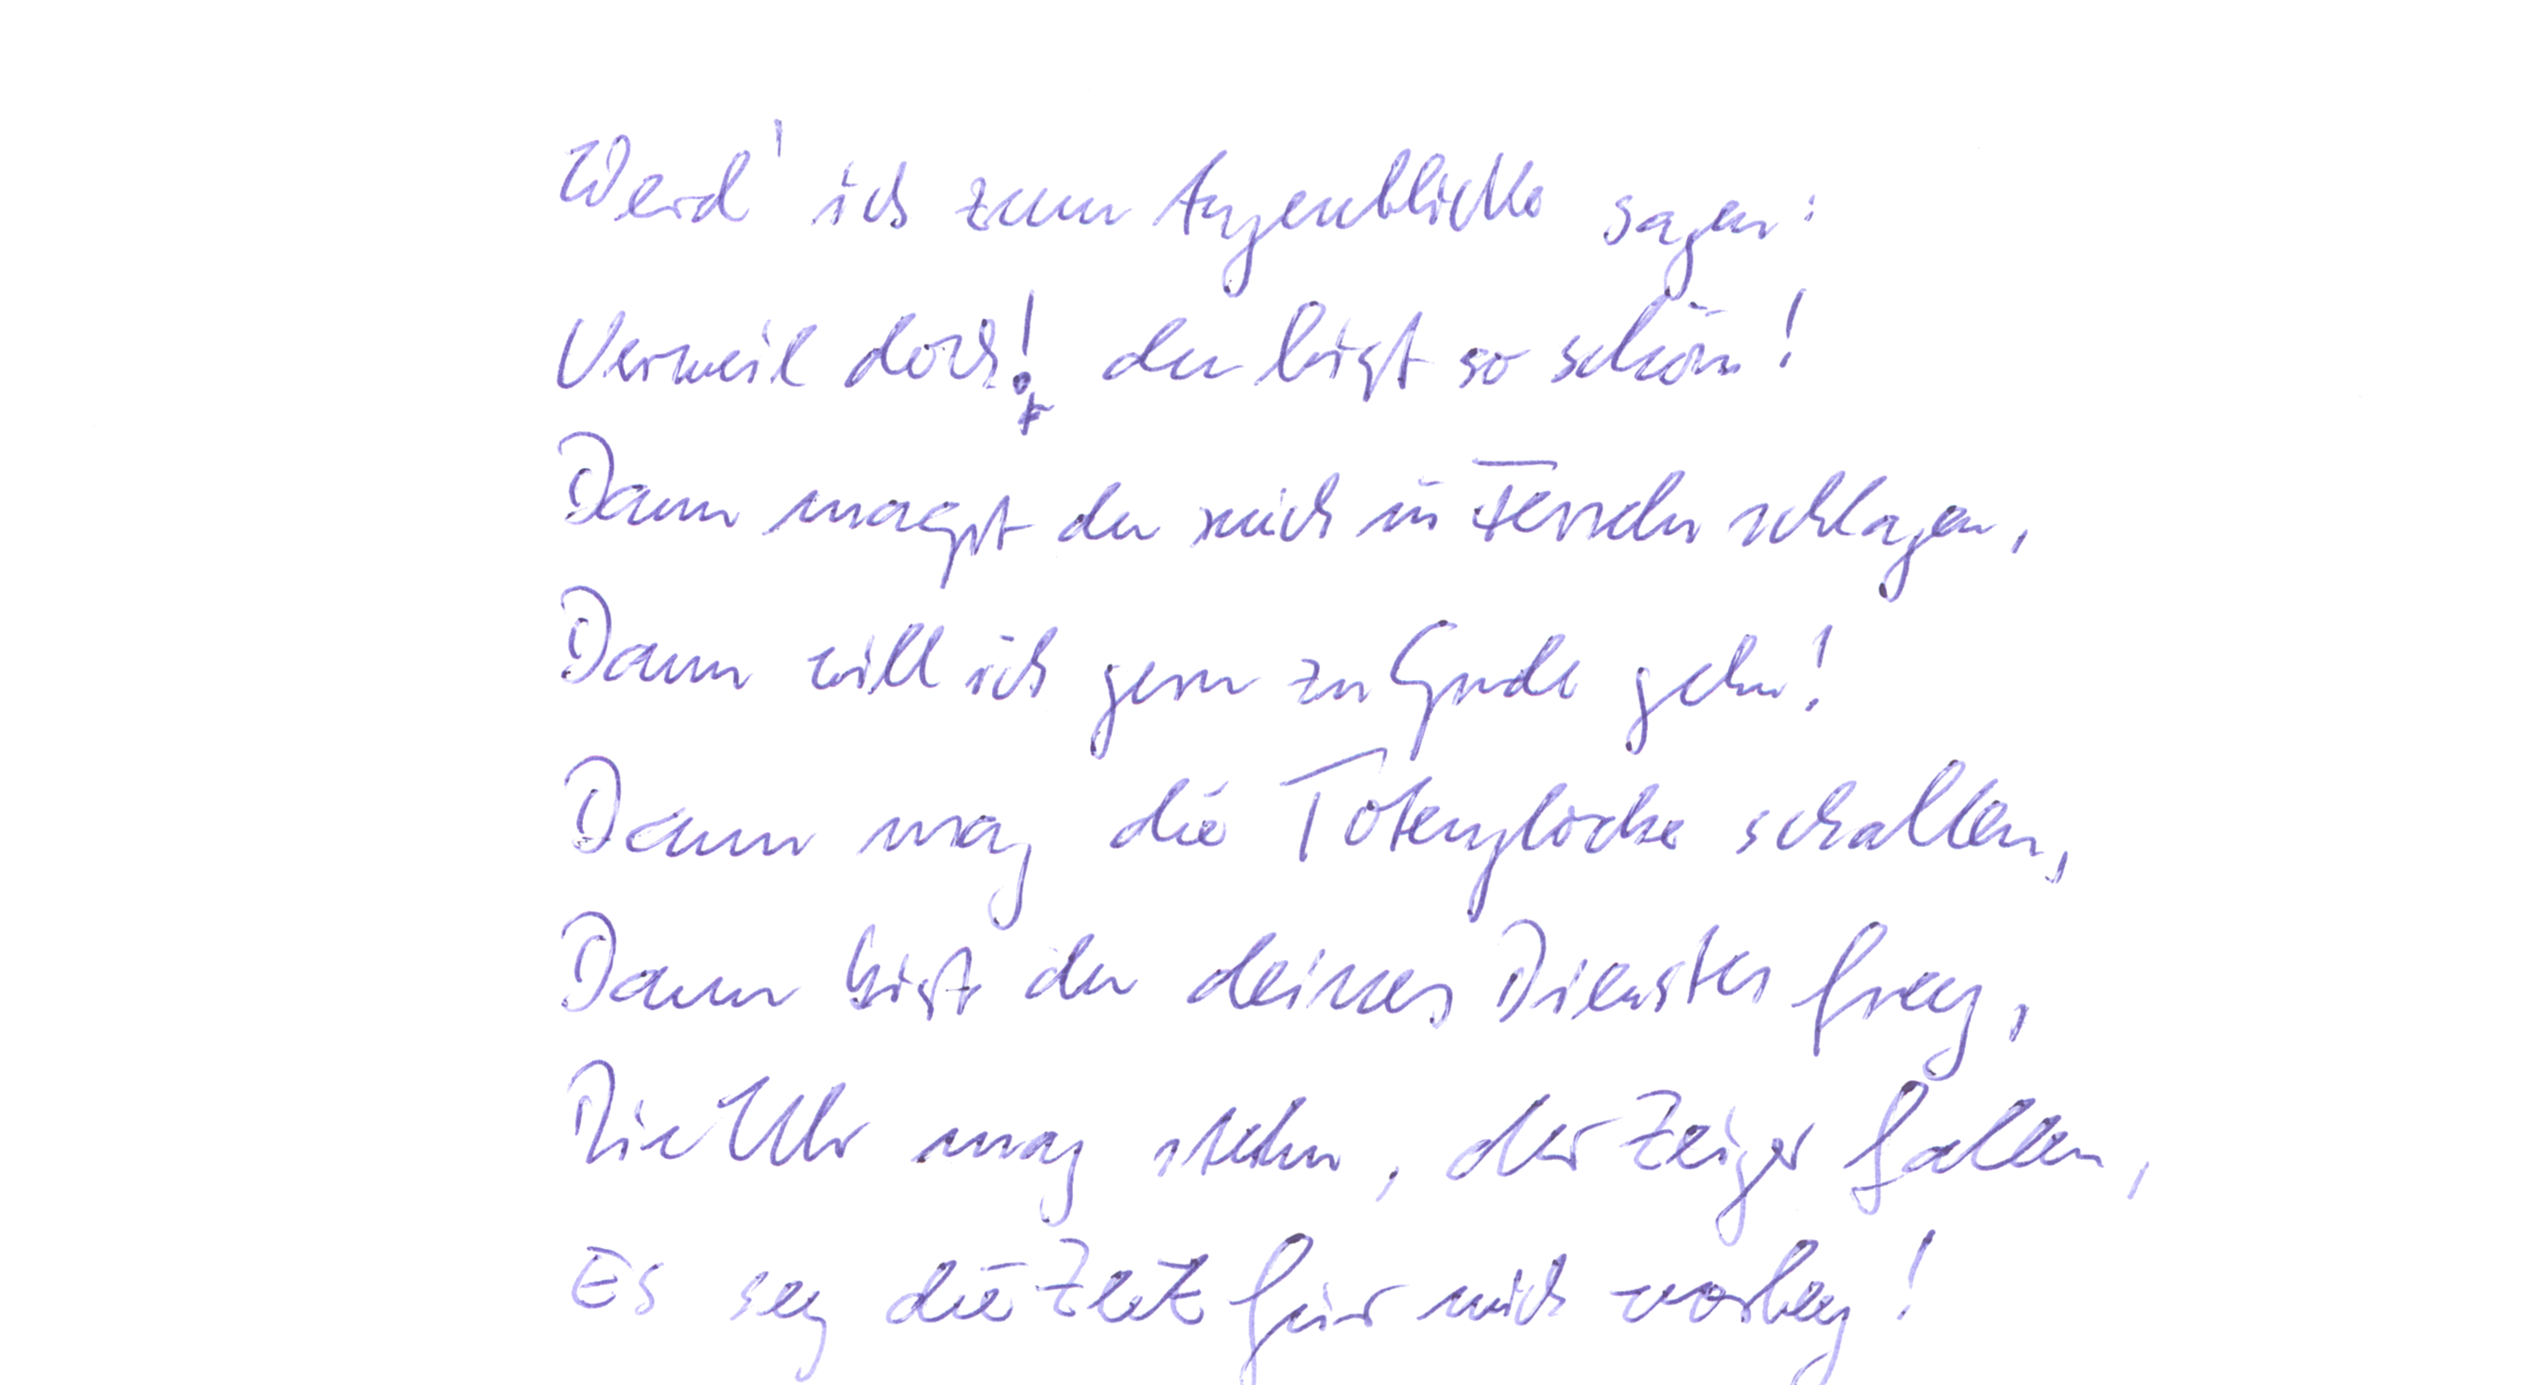 Werd' ich zum Augenblicke sagen:
Verweil doch! du bist so schön!
Dann magst du mich in Fesseln schlagen,
Dann will ich gern zu Grunde gehn!
Dann mag die Totenglocke schallen,
Dann bist du deines Dienstes frey,
Die Uhr mag stehn, der Zeiger fallen,
Es sey die Zeit für mich vorbey!